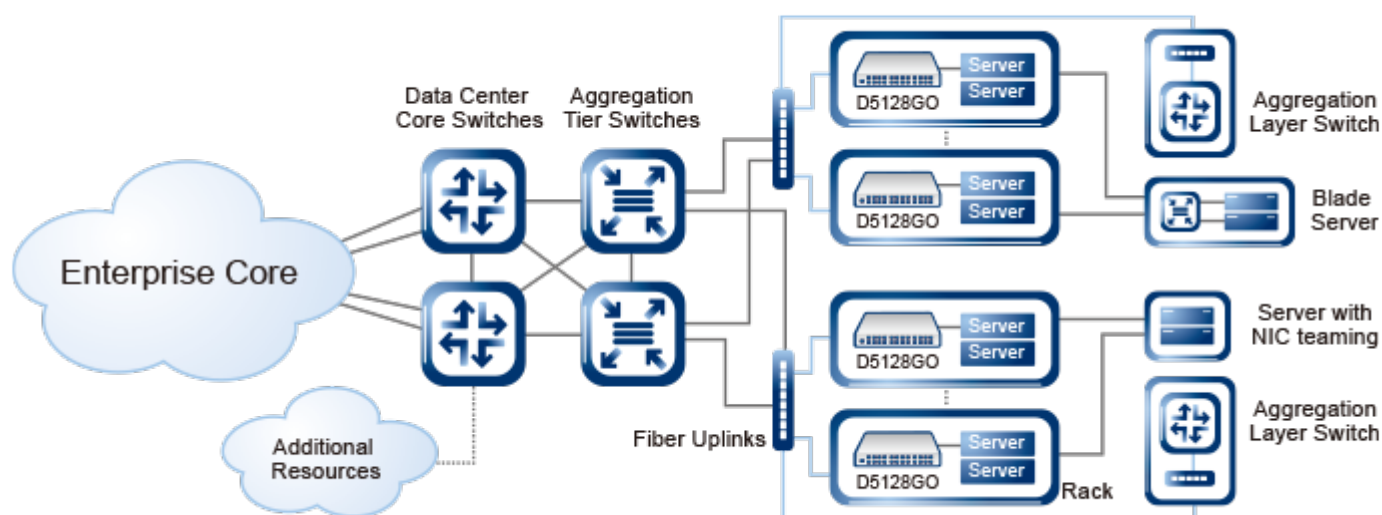 Data Center
Core Switches
Aggregation
Tier Switches
Enterprise Core
Additional
Resources
Fiber Uplinks
Server
Server
D5128GO
Server
Server
D5128GO
Server
Server
D5128GO
Server
Server
D5128GO
Rack
Aggregation
Layer Switch
Blade
Server
Server with
NIC teaming
Aggregation
Layer Switch